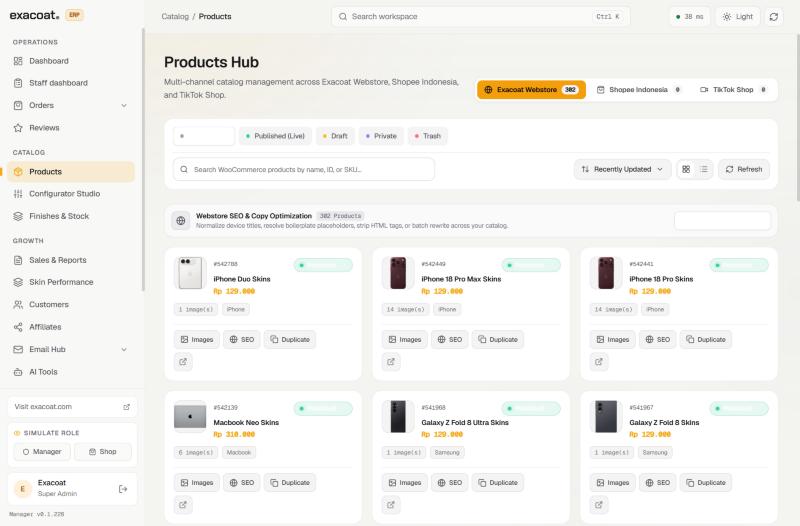 exacoat. ERP
Catalog / Products
Search workspace
Ctrl K
38 ms
Light
OPERATIONS
Dashboard
Staff dashboard
Orders
Reviews
CATALOG
Products
Configurator Studio
Finishes & Stock
GROWTH
Sales & Reports
Skin Performance
Customers
Affiliates
Email Hub
AI Tools
Visit exacoat.com
SIMULATE ROLE
Manager
Shop
E
Exacoat
Super Admin
Manager v0.1.226
Products Hub
Multi-channel catalog management across Exacoat Webstore, Shopee Indonesia,
and TikTok Shop.
Exacoat Webstore 302
Shopee Indonesia 0
TikTok Shop 0
Published (Live)
Draft
Private
Trash
Search WooCommerce products by name, ID, or SKU...
Recently Updated
Refresh
Webstore SEO & Copy Optimization 302 Products
Normalize device titles, resolve boilerplate placeholders, strip HTML tags, or batch rewrite across your catalog.
#542788
iPhone Duo Skins
Rp 129.000
1 image(s) iPhone
Images SEO Duplicate
#542449
iPhone 18 Pro Max Skins
Rp 129.000
14 image(s) iPhone
Images SEO Duplicate
#542441
iPhone 18 Pro Skins
Rp 129.000
14 image(s) iPhone
Images SEO Duplicate
#542139
Macbook Neo Skins
Rp 310.000
6 image(s) Macbook
Images SEO Duplicate
#541968
Galaxy Z Fold 8 Ultra Skins
Rp 129.000
1 image(s) Samsung
Images SEO Duplicate
#541967
Galaxy Z Fold 8 Skins
Rp 129.000
1 image(s) Samsung
Images SEO Duplicate